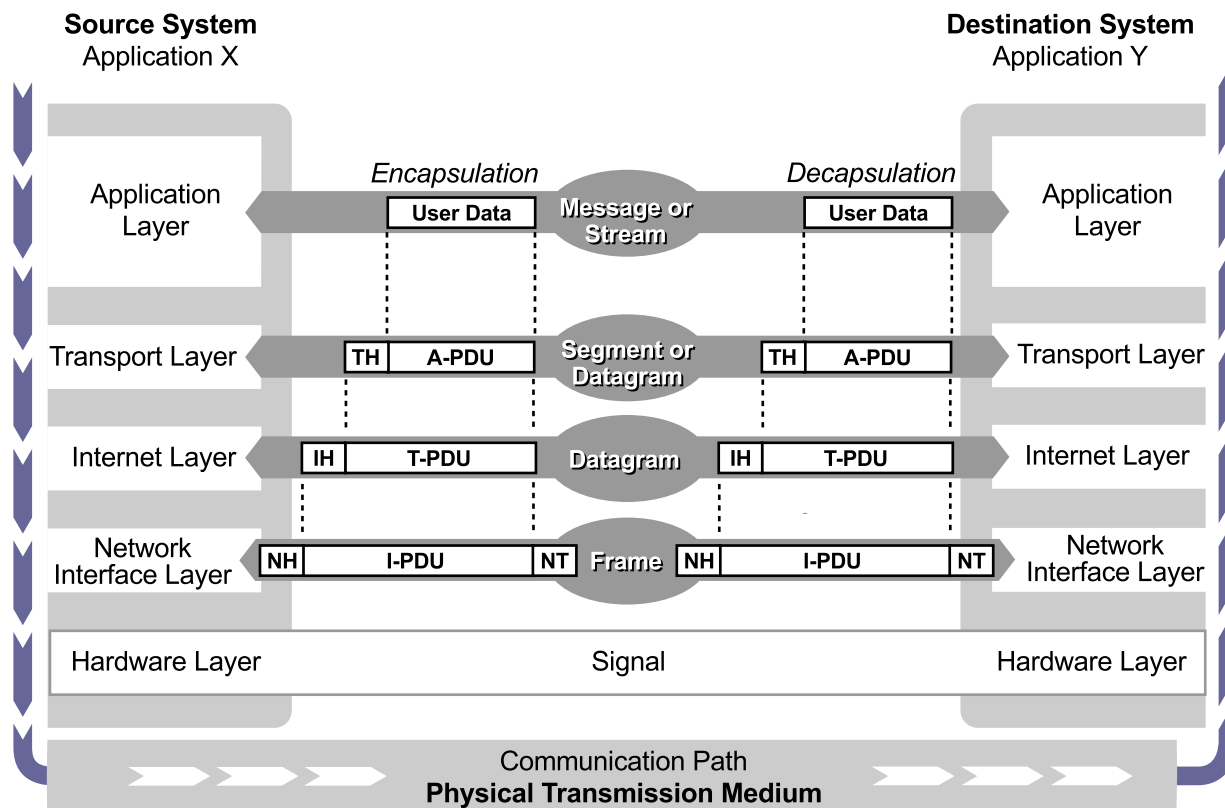 Source System
Application X
Destination System
Application Y
Encapsulation
Decapsulation
Application
Layer
User Data
Message or
Stream
User Data
Application
Layer
Transport Layer
TH
A-PDU
Segment or
Datagram
TH
A-PDU
Transport Layer
Internet Layer
IH
T-PDU
Datagram
IH
T-PDU
Internet Layer
Network
Interface Layer
NH
I-PDU
NT
Frame
NH
I-PDU
NT
Network
Interface Layer
Hardware Layer
Signal
Hardware Layer
Communication Path
Physical Transmission Medium